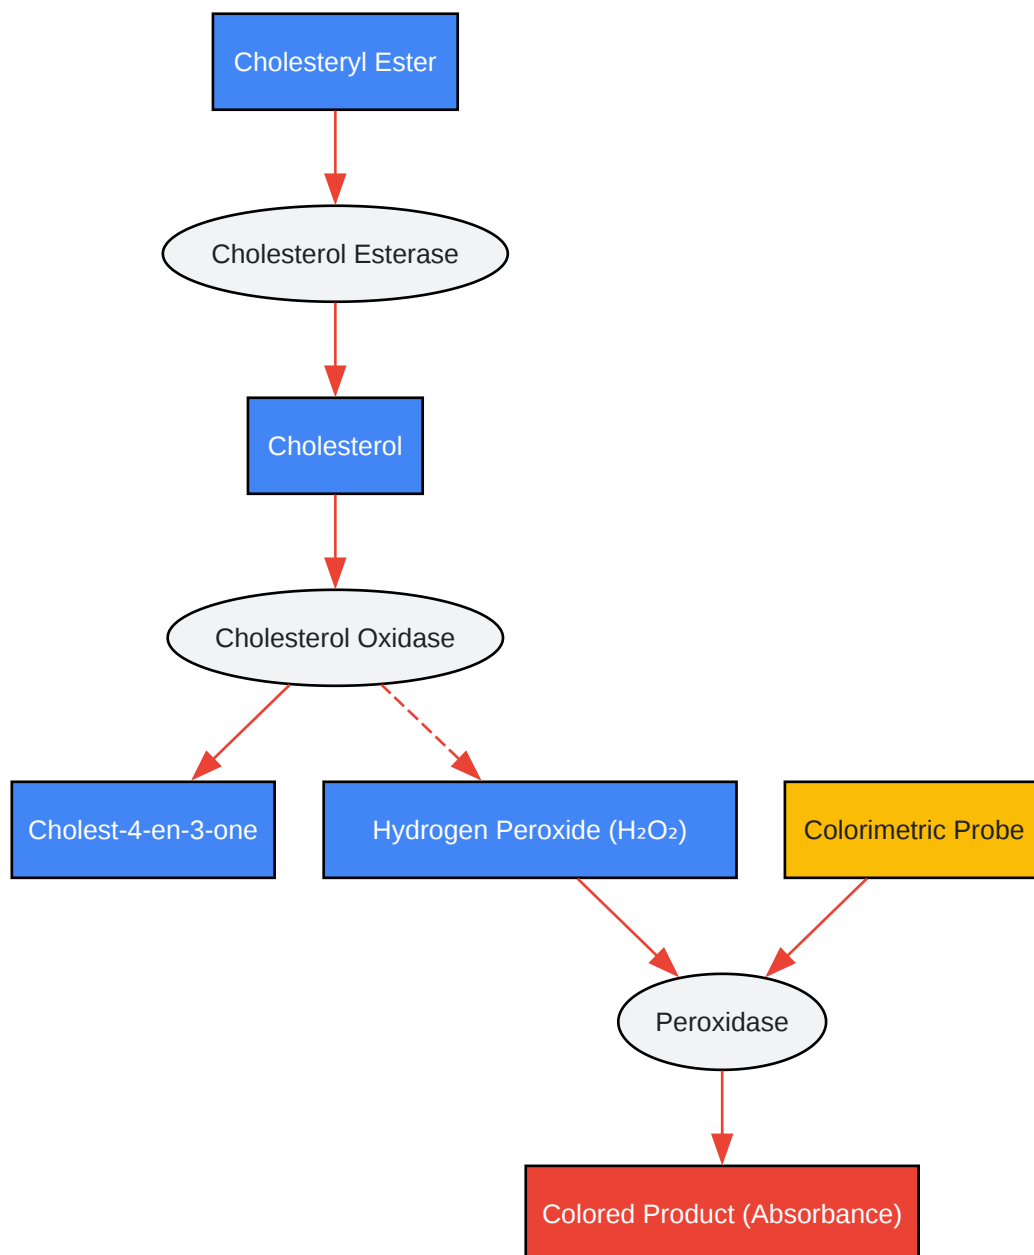 Cholesteryl Ester
Cholesterol Esterase
Cholesterol
Cholesterol Oxidase
Cholest-4-en-3-one
Hydrogen Peroxide (H₂O₂)
Colorimetric Probe
Peroxidase
Colored Product (Absorbance)